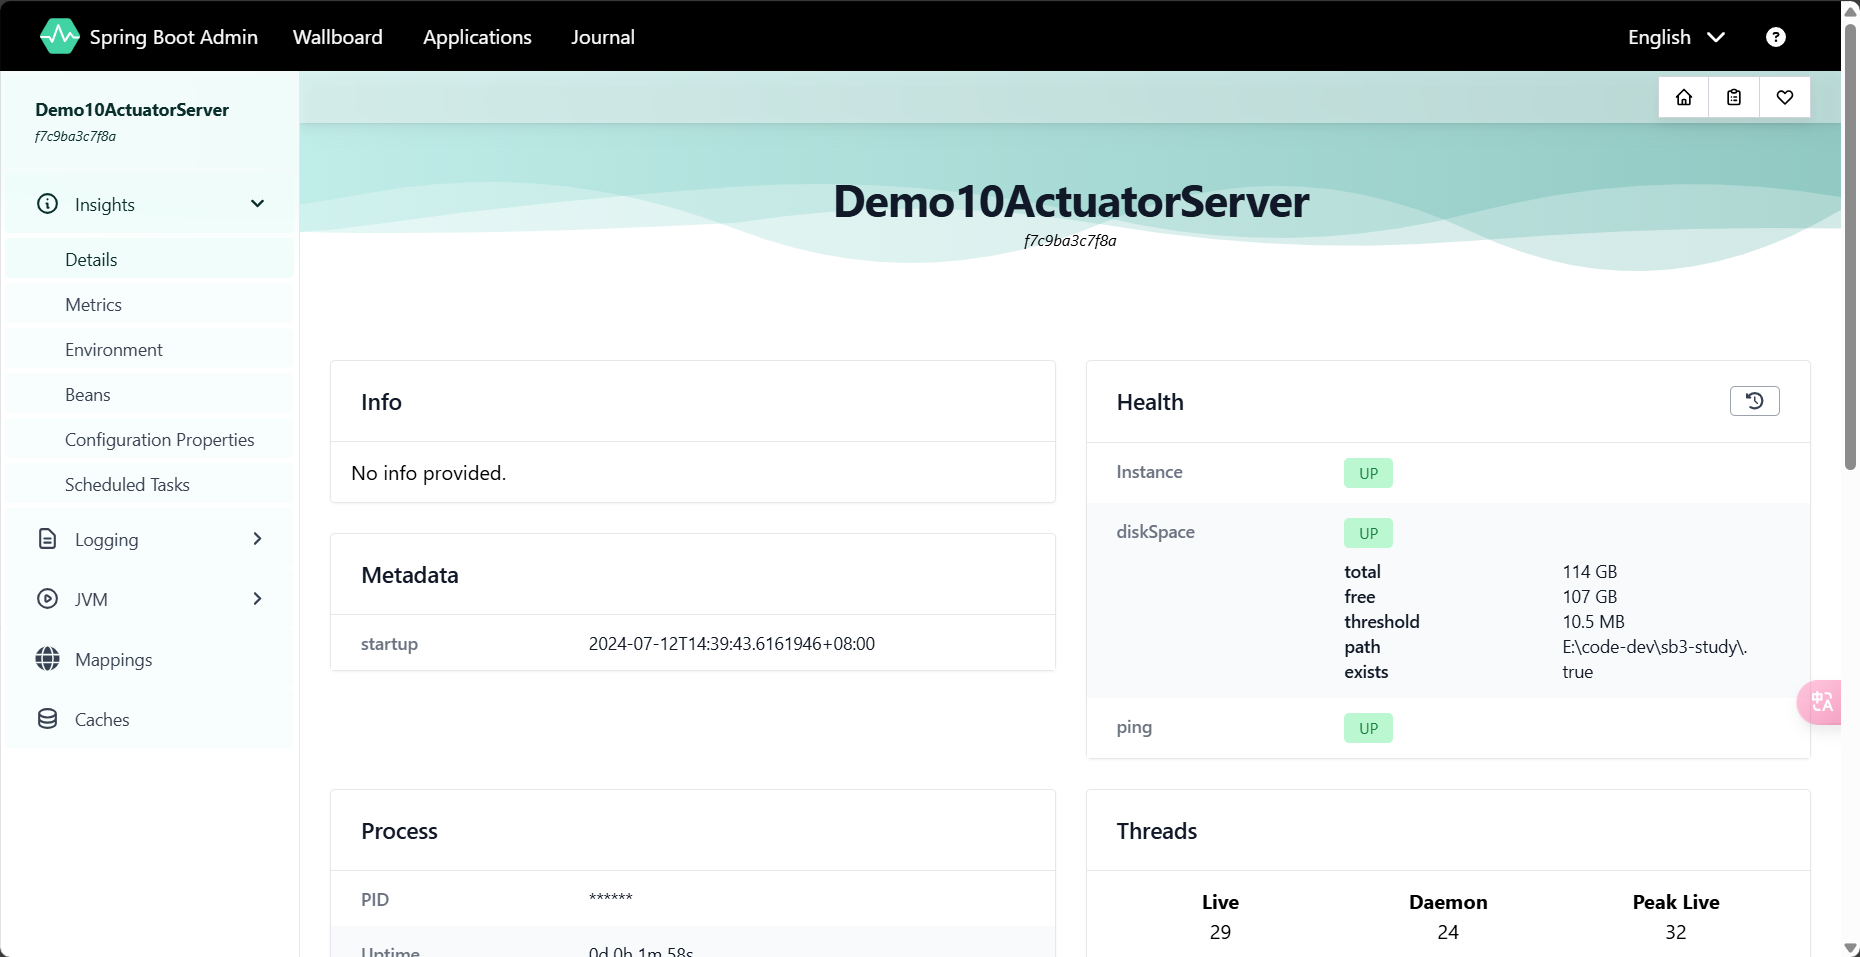 Spring Boot Admin Wallboard Applications Journal English
Demo10ActuatorServer
f7c9ba3c7f8a
Insights
Details
Metrics
Environment
Beans
Configuration Properties
Scheduled Tasks
Logging
JVM
Mappings
Caches
Demo10ActuatorServer
f7c9ba3c7f8a
Info
No info provided.
Metadata
startup 2024-07-12T14:39:43.6161946+08:00
Health
Instance UP
diskSpace UP
total 114 GB
free 107 GB
threshold 10.5 MB
path E:\code-dev\sb3-study\.
exists true
ping UP
Process
PID ******
Uptime 0d 0h 1m 58s
Threads
Live Daemon Peak Live
29 24 32